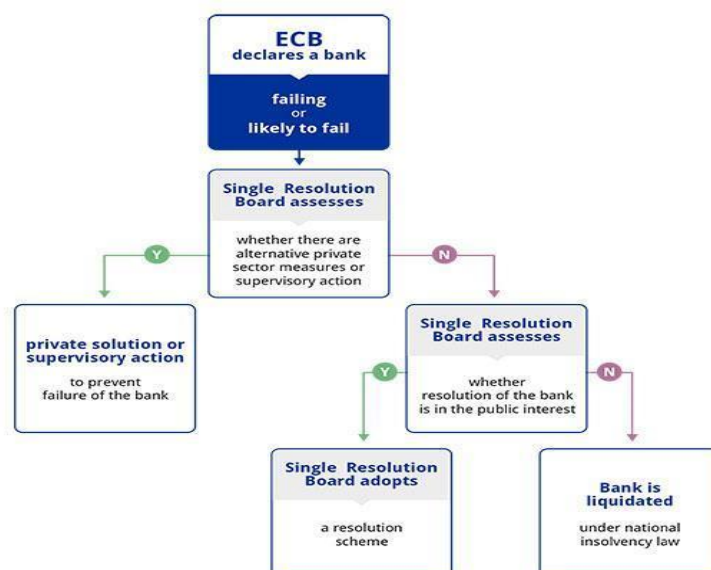 ECB
declares a bank
failing
or
likely to fail
Single Resolution
Board assesses
whether there are
alternative private
sector measures or
supervisory action
Y
N
private solution or
supervisory action
to prevent
failure of the bank
Single Resolution
Board assesses
whether
resolution of the bank
is in the public interest
Y
N
Single Resolution
Board adopts
a resolution
scheme
Bank is
liquidated
under national
insolvency law